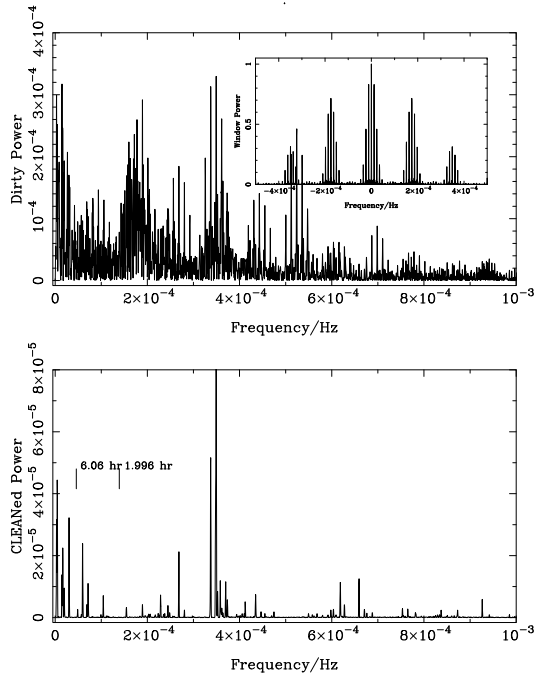 4×10⁻⁴
3×10⁻⁴
2×10⁻⁴
10⁻⁴
0
Dirty Power
1
0.5
0
Window Power
−4×10⁻⁴ −2×10⁻⁴ 0 2×10⁻⁴ 4×10⁻⁴
Frequency/Hz
0 2×10⁻⁴ 4×10⁻⁴ 6×10⁻⁴ 8×10⁻⁴ 10⁻³
Frequency/Hz
8×10⁻⁵
6×10⁻⁵
4×10⁻⁵
2×10⁻⁵
0
CLEANed Power
6.06 hr 1.996 hr
0 2×10⁻⁴ 4×10⁻⁴ 6×10⁻⁴ 8×10⁻⁴ 10⁻³
Frequency/Hz